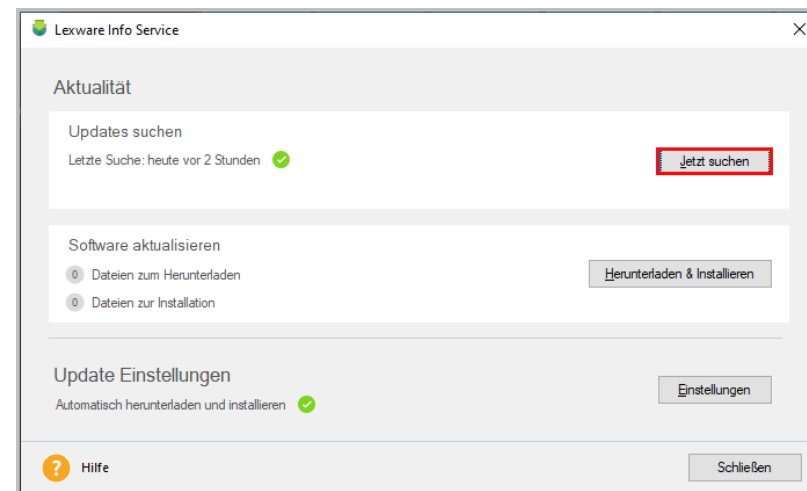 Lexware Info Service
Aktualität
Updates suchen
Letzte Suche: heute vor 2 Stunden
Jetzt suchen
Software aktualisieren
0 Dateien zum Herunterladen
Herunterladen & Installieren
0 Dateien zur Installation
Update Einstellungen
Einstellungen
Automatisch herunterladen und installieren
? Hilfe
Schließen